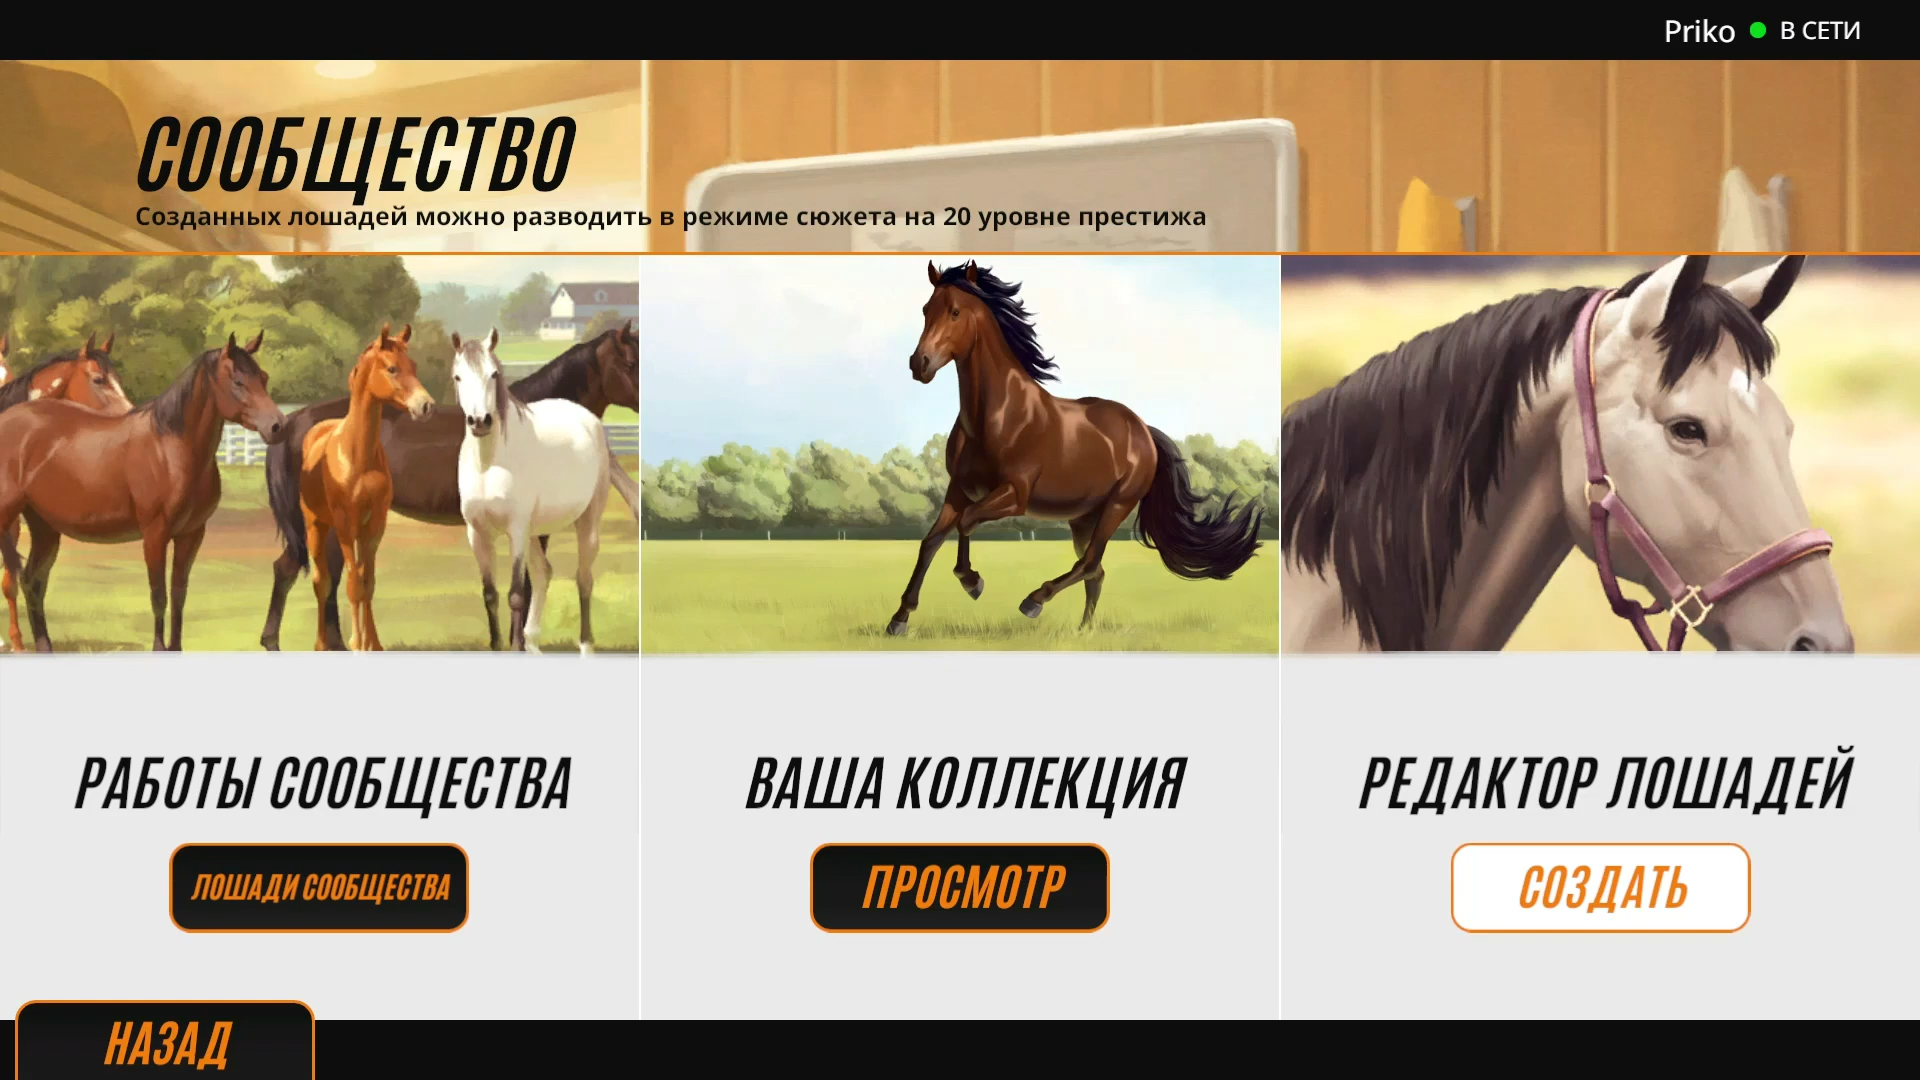 Priko В СЕТИ
СООБЩЕСТВО
Созданных лошадей можно разводить в режиме сюжета на 20 уровне престижа
РАБОТЫ СООБЩЕСТВА
ВАША КОЛЛЕКЦИЯ
РЕДАКТОР ЛОШАДЕЙ
ЛОШАДИ СООБЩЕСТВА
ПРОСМОТР
СОЗДАТЬ
НАЗАД